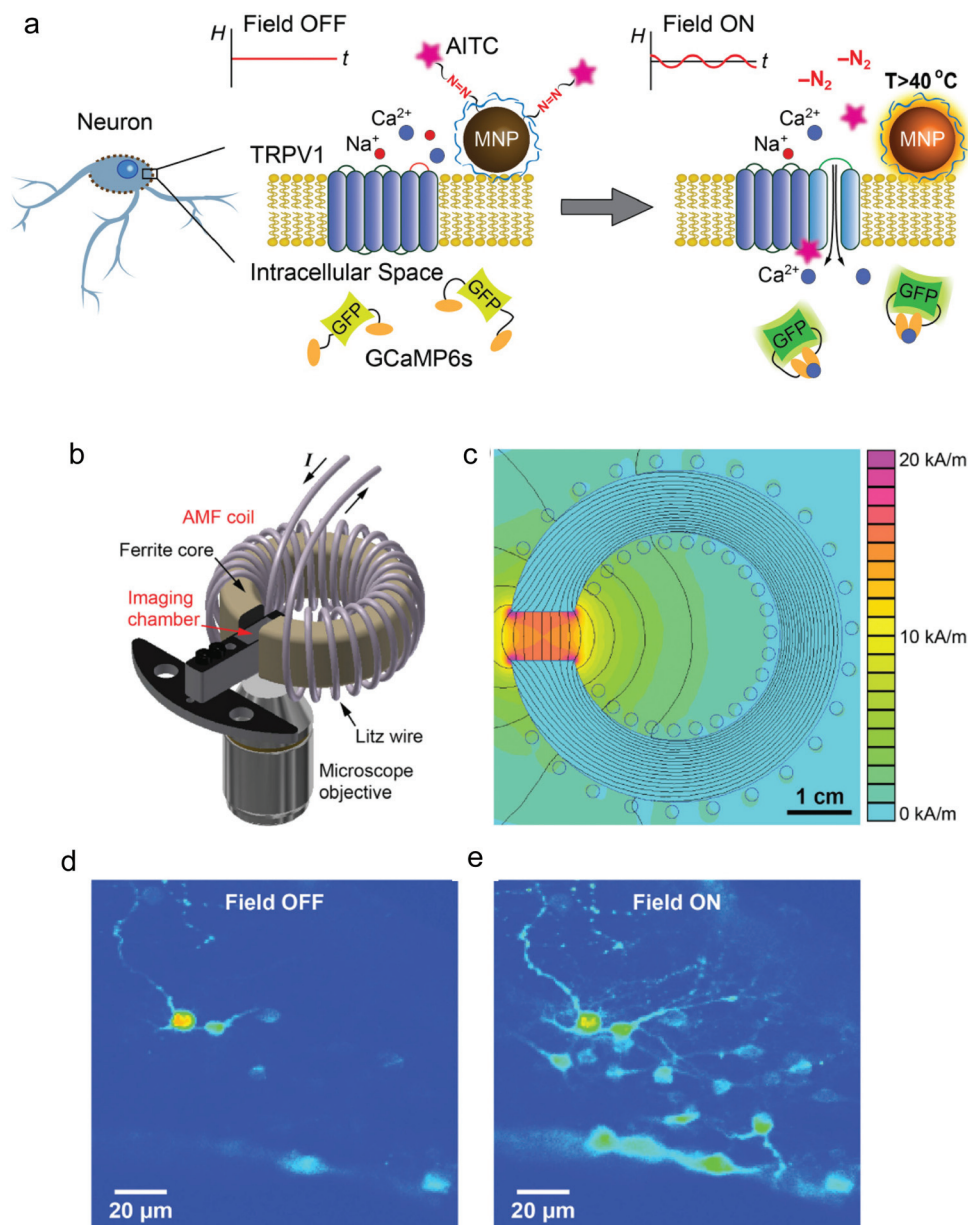 a
Field OFF
H
t
AITC
N=N
N=N
MNP
Neuron
TRPV1
Ca2+
Na+
Intracellular Space
GFP
GFP
GCaMP6s
Field ON
H
t
–N2
–N2
T>40 °C
MNP
Ca2+
Na+
Ca2+
GFP
GFP
b
I
AMF coil
Ferrite core
Imaging
chamber
Litz wire
Microscope
objective
c
20 kA/m
10 kA/m
0 kA/m
1 cm
d
Field OFF
20 µm
e
Field ON
20 µm